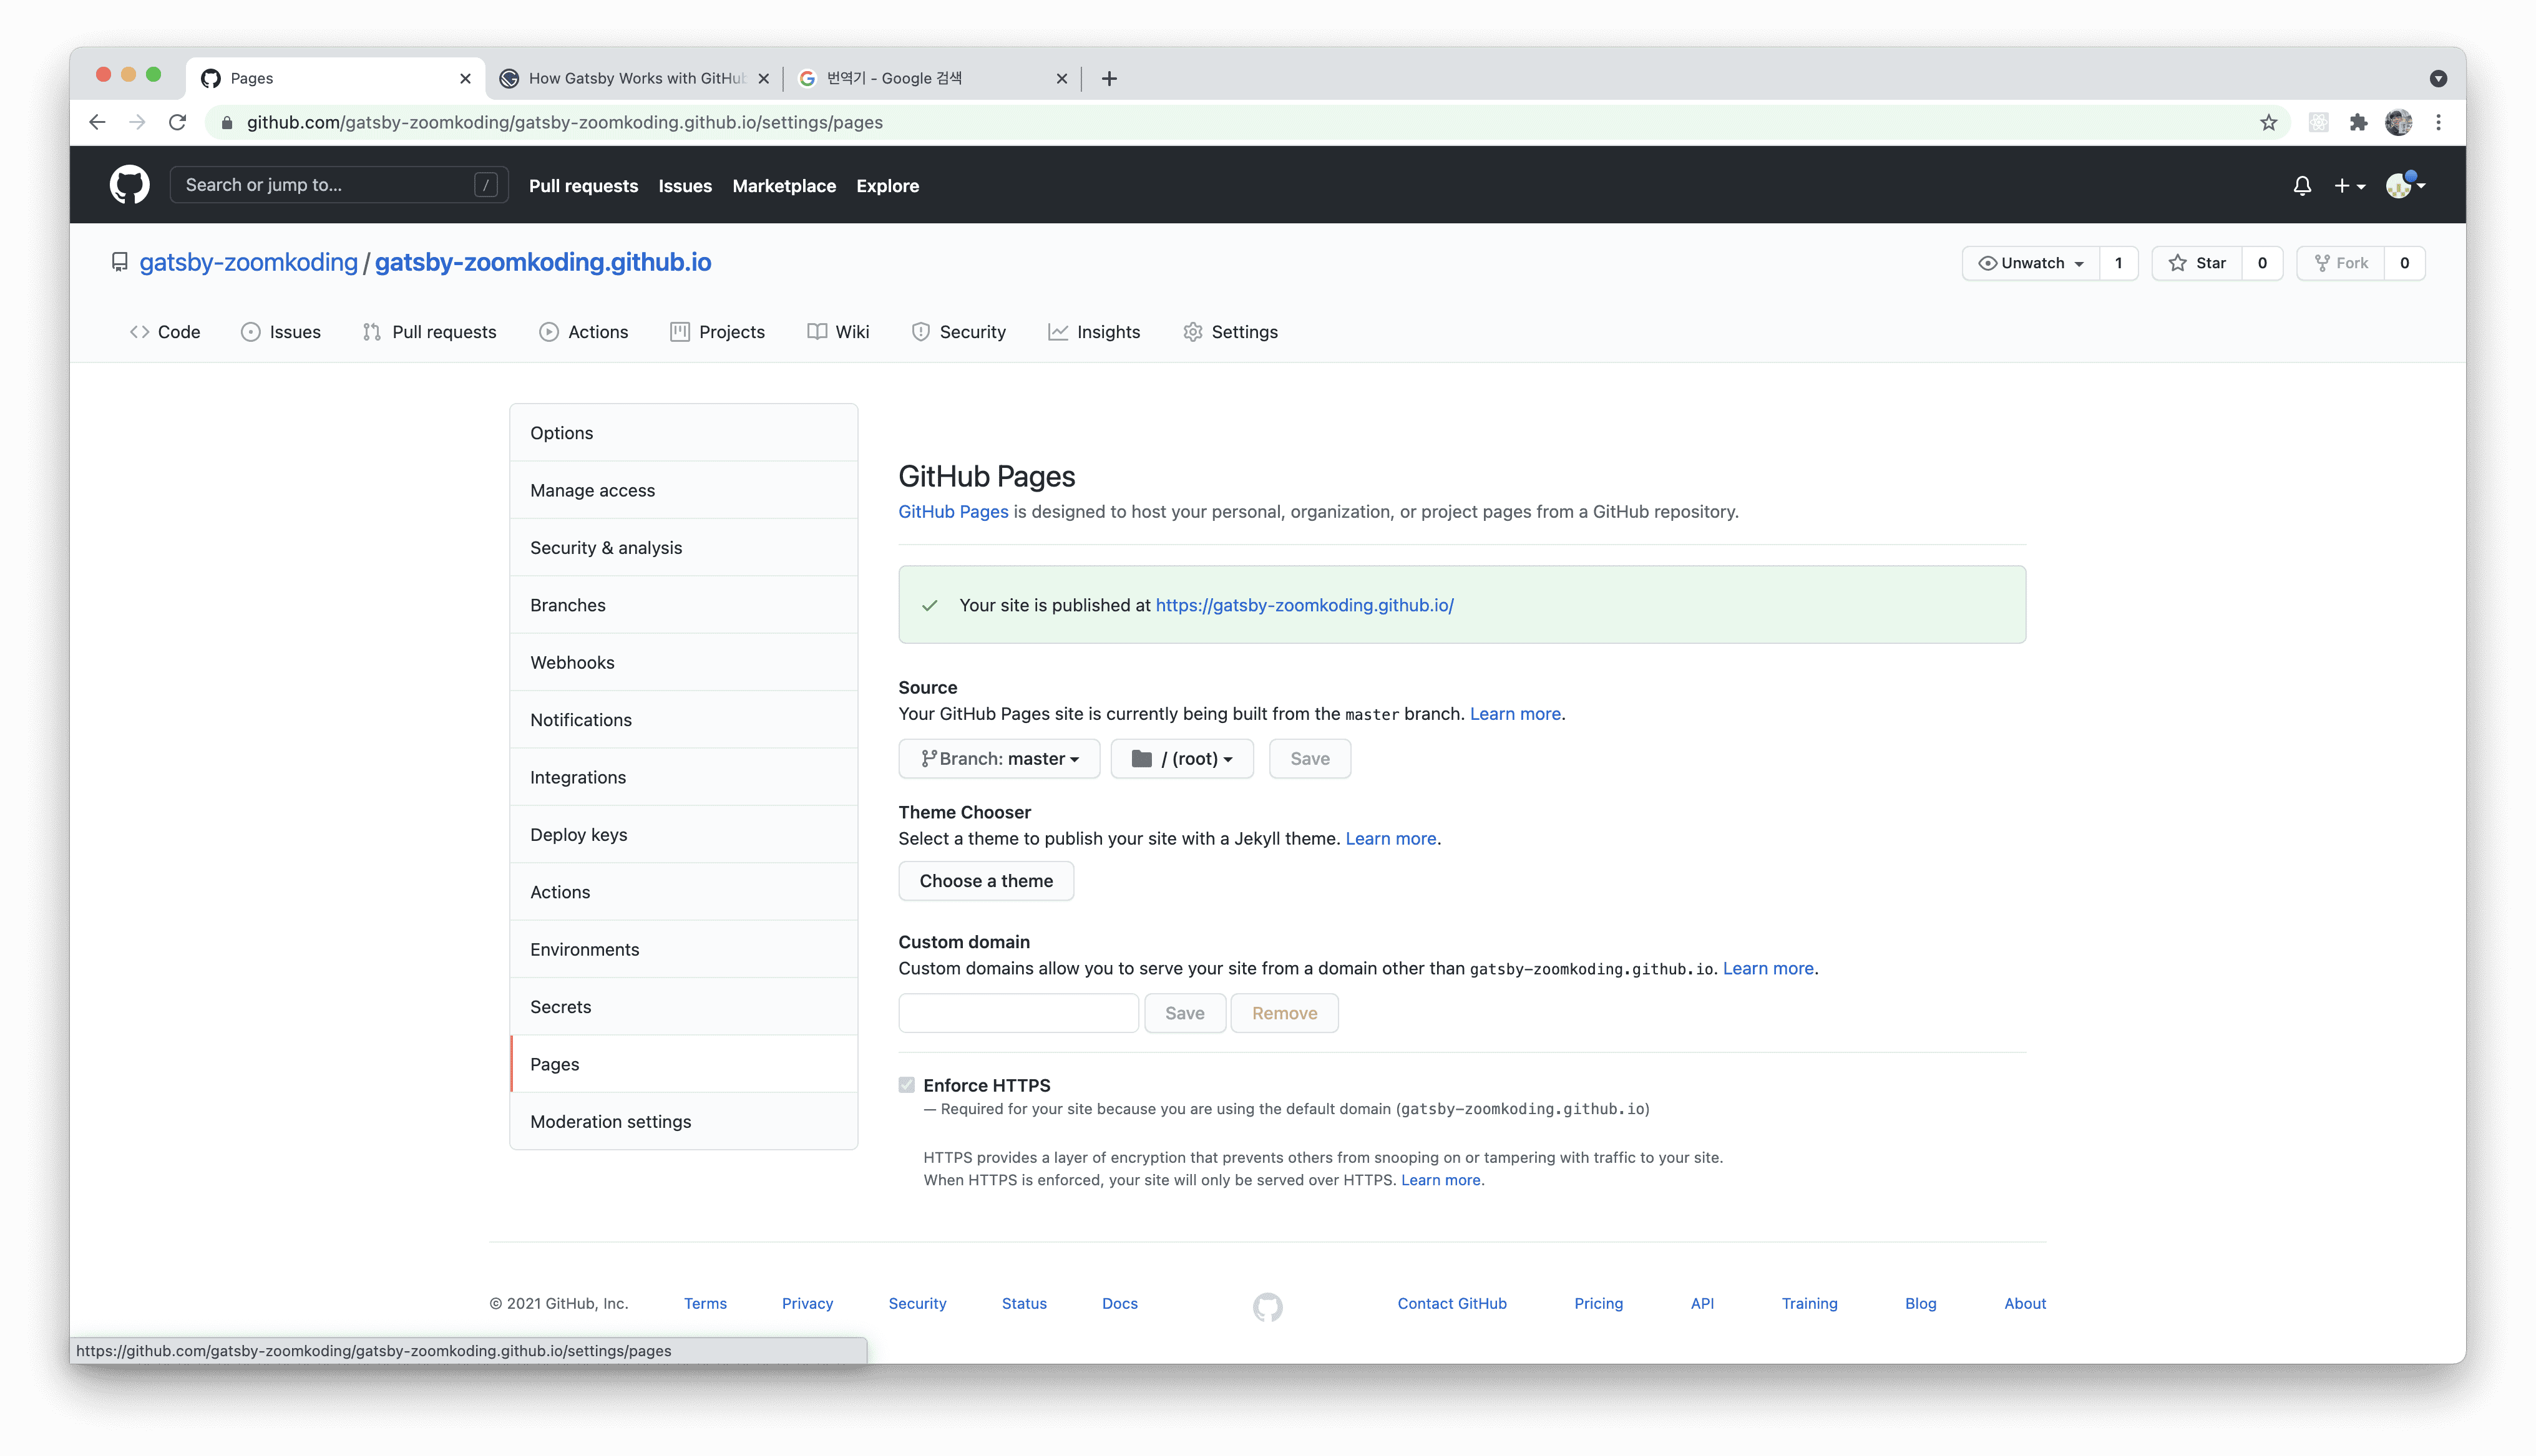 Pages
How Gatsby Works with GitHub
번역기 - Google 검색
github.com/gatsby-zoomkoding/gatsby-zoomkoding.github.io/settings/pages
Search or jump to...
/
Pull requests
Issues
Marketplace
Explore
gatsby-zoomkoding / gatsby-zoomkoding.github.io
Unwatch
1
Star
0
Fork
0
Code
Issues
Pull requests
Actions
Projects
Wiki
Security
Insights
Settings
Options
Manage access
Security & analysis
Branches
Webhooks
Notifications
Integrations
Deploy keys
Actions
Environments
Secrets
Pages
Moderation settings
GitHub Pages
GitHub Pages is designed to host your personal, organization, or project pages from a GitHub repository.
Your site is published at https://gatsby-zoomkoding.github.io/
Source
Your GitHub Pages site is currently being built from the master branch. Learn more.
Branch: master
/ (root)
Save
Theme Chooser
Select a theme to publish your site with a Jekyll theme. Learn more.
Choose a theme
Custom domain
Custom domains allow you to serve your site from a domain other than gatsby-zoomkoding.github.io. Learn more.
Save
Remove
Enforce HTTPS
— Required for your site because you are using the default domain (gatsby-zoomkoding.github.io)
HTTPS provides a layer of encryption that prevents others from snooping on or tampering with traffic to your site.
When HTTPS is enforced, your site will only be served over HTTPS. Learn more.
© 2021 GitHub, Inc.
Terms
Privacy
Security
Status
Docs
Contact GitHub
Pricing
API
Training
Blog
About
https://github.com/gatsby-zoomkoding/gatsby-zoomkoding.github.io/settings/pages